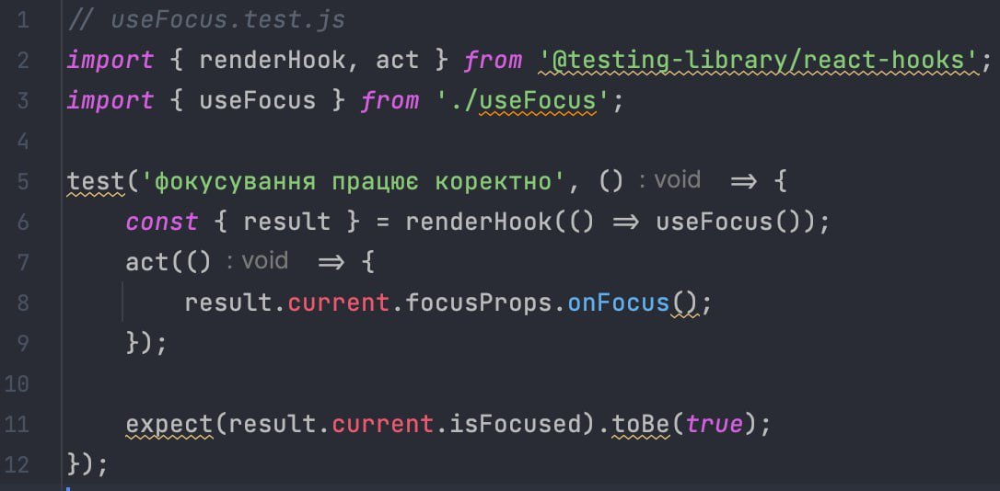 1 // useFocus.test.js
2 import { renderHook, act } from '@testing-library/react-hooks';
3 import { useFocus } from './useFocus';
4
5 test('фокусування працює коректно', () : void => {
6     const { result } = renderHook(() => useFocus());
7     act(() : void => {
8         result.current.focusProps.onFocus();
9     });
10
11     expect(result.current.isFocused).toBe(true);
12 });